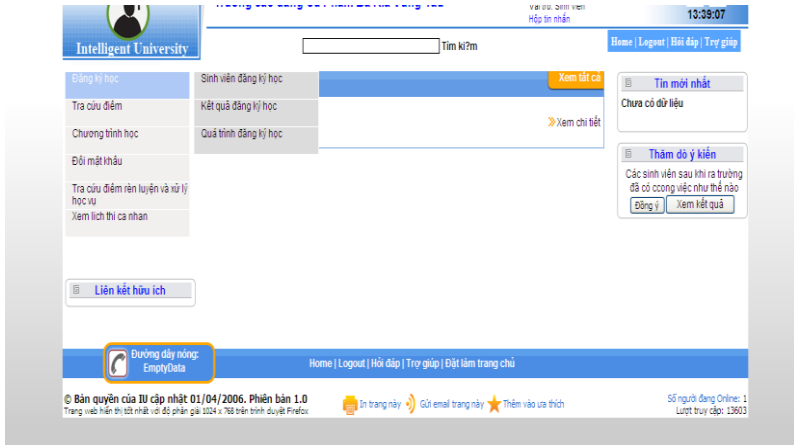 Hộp tin nhắn
13:39:07
Intelligent University
Tìm ki?m
Home | Logout | Hỏi đáp | Trợ giúp
Đăng ký học
Sinh viên đăng ký học
Xem tất cả
Tin mới nhất
Tra cứu điểm
Kết quả đăng ký học
Chưa có dữ liệu
Xem chi tiết
Chương trình học
Quá trình đăng ký học
Đổi mật khẩu
Thăm dò ý kiến
Các sinh viên sau khi ra trường
đã có ccong việc như thế nào
Tra cứu điểm rèn luyện và xử lý
học vụ
Đồng ý
Xem kết quả
Xem lich thi ca nhan
Liên kết hữu ích
Đường dây nóng:
EmptyData
Home | Logout | Hỏi đáp | Trợ giúp | Đặt làm trang chủ
© Bản quyền của IU cập nhật 01/04/2006. Phiên bản 1.0
Trang web hiển thị tốt nhất với độ phân giải 1024 x 768 trên trình duyệt Firefox
In trang này
Gửi email trang này
Thêm vào ưa thích
Số người đang Online: 1
Lượt truy cập: 13603